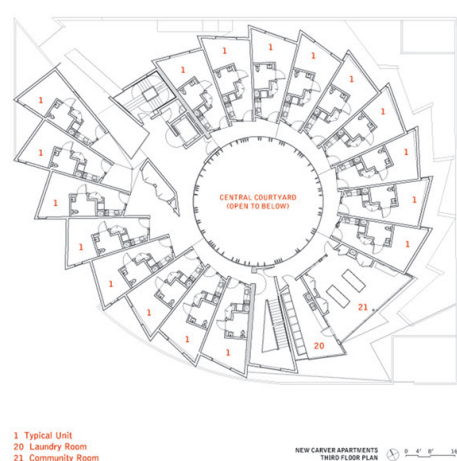 1
1
1
1
1
1
1
1
1
CENTRAL COURTYARD
(OPEN TO BELOW)
1
1
1
1
1
21
1
1
20
1
1 Typical Unit
20 Laundry Room
21 Community Room
NEW CARVER APARTMENTS
THIRD FLOOR PLAN
0 4' 8' 16